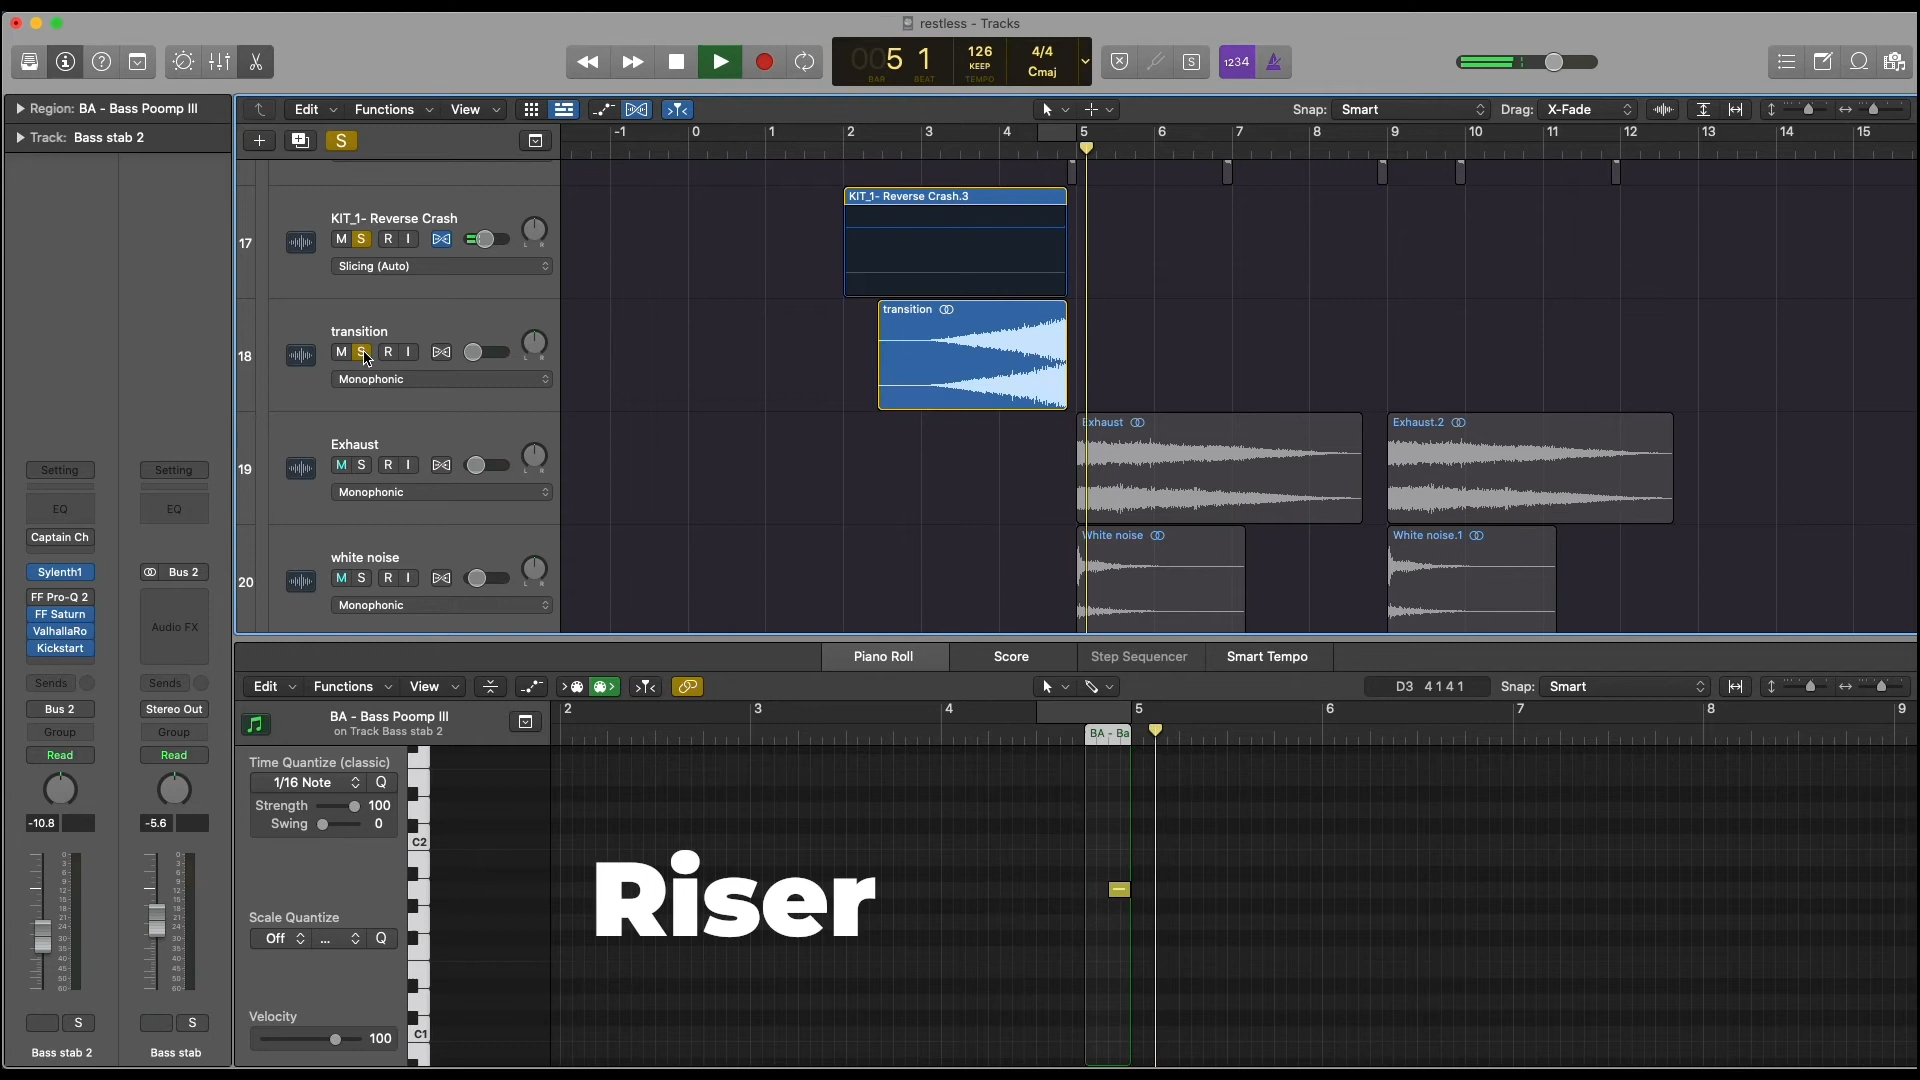 restless - Tracks
005 1
BAR BEAT
126
KEEP
TEMPO
4/4
Cmaj
S
1234
Region: BA - Bass Poomp III
Track: Bass stab 2
Edit Functions View
Snap: Smart
Drag: X-Fade
S
-1 0 1 2 3 4 5 6 7 8 9 10 11 12 13 14 15
17
KIT_1- Reverse Crash
M S R I
L R
Slicing (Auto)
KIT_1- Reverse Crash.3
18
transition
M S R I
L R
Monophonic
transition
19
Exhaust
M S R I
L R
Monophonic
Exhaust
Exhaust.2
20
white noise
M S R I
L R
Monophonic
White noise
White noise.1
Setting Setting
EQ EQ
Captain Ch
Sylenth1 Bus 2
FF Pro-Q 2
FF Saturn
ValhallaRo
Kickstart
Audio FX
Sends Sends
Bus 2 Stereo Out
Group Group
Read Read
-10.8 -5.6
S S
Bass stab 2 Bass stab
Piano Roll Score Step Sequencer Smart Tempo
Edit Functions View
D3 4 1 4 1
Snap: Smart
BA - Bass Poomp III
on Track Bass stab 2
2 3 4 5 6 7 8 9
BA - Ba
Time Quantize (classic)
1/16 Note Q
Strength 100
Swing 0
C2
Scale Quantize
Off ... Q
Velocity
100
C1
Riser